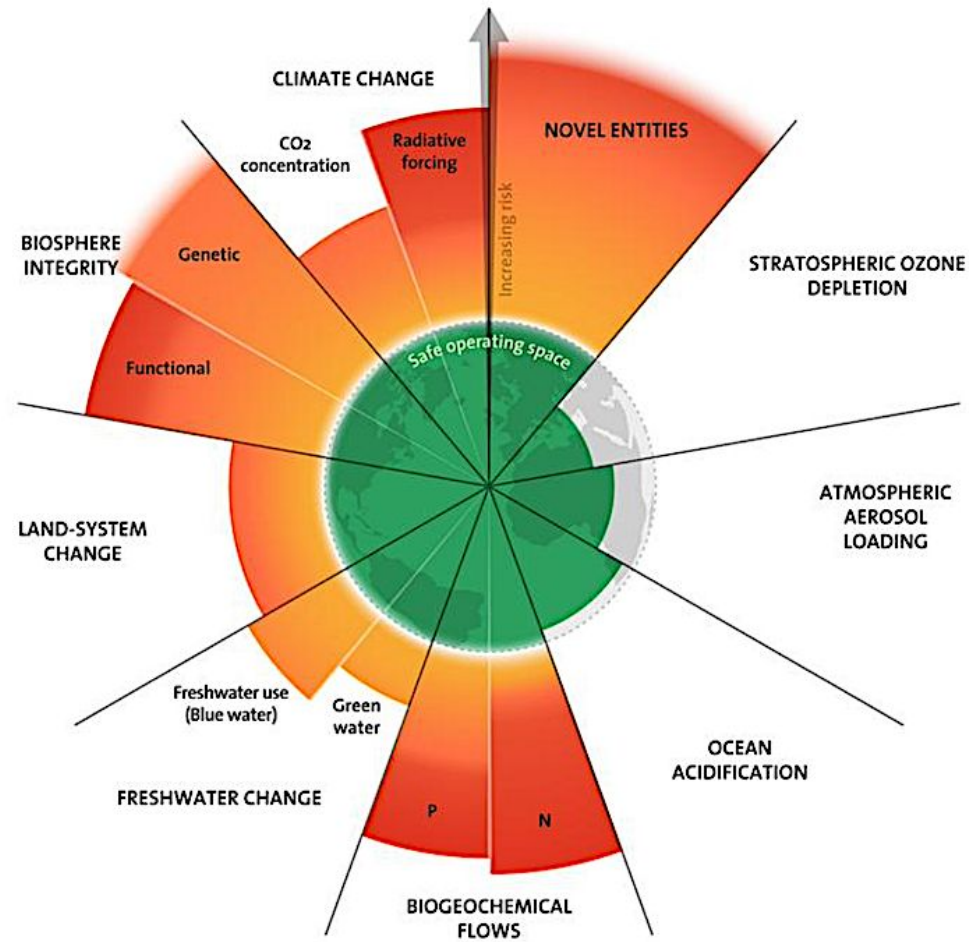 CLIMATE CHANGE
CO2
concentration
Radiative
forcing
NOVEL ENTITIES
Increasing risk
STRATOSPHERIC OZONE
DEPLETION
BIOSPHERE
INTEGRITY
Genetic
Functional
Safe operating space
ATMOSPHERIC
AEROSOL
LOADING
LAND-SYSTEM
CHANGE
Freshwater use
(Blue water)
Green
water
FRESHWATER CHANGE
OCEAN
ACIDIFICATION
P
N
BIOGEOCHEMICAL
FLOWS